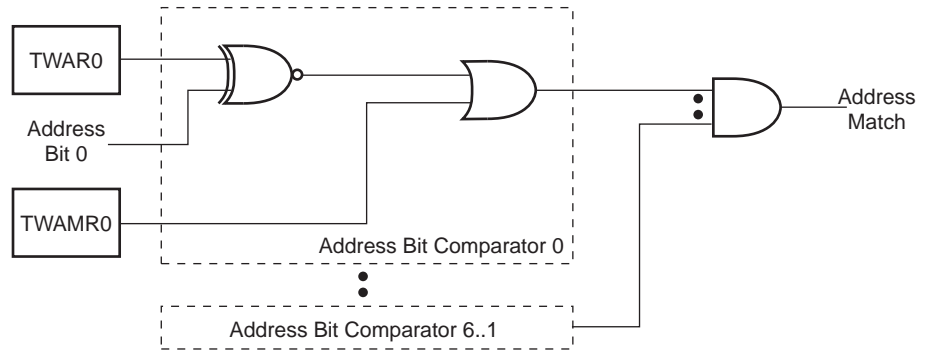 TWAR0
Address
Bit 0
TWAMR0
Address Bit Comparator 0
Address Bit Comparator 6..1
Address
Match